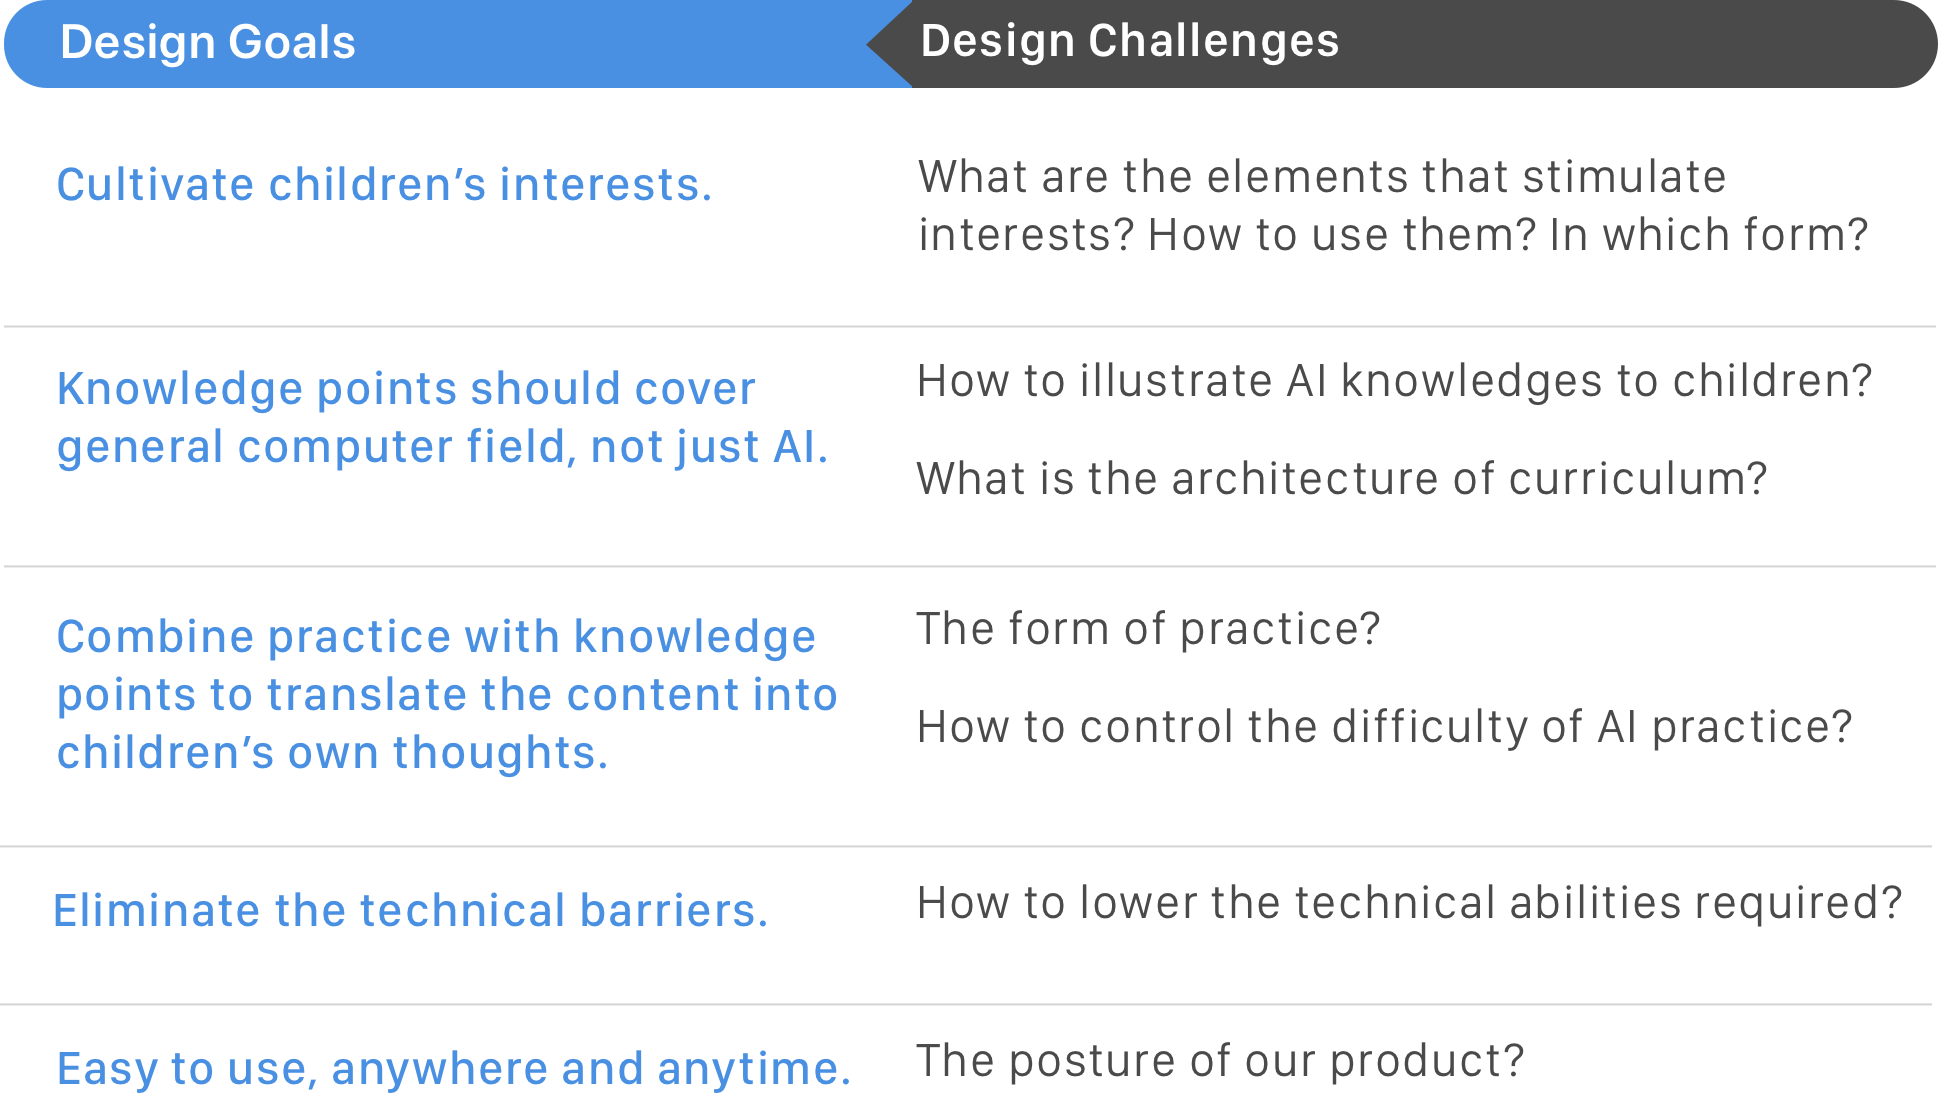 Design Goals
Design Challenges
Cultivate children’s interests.
What are the elements that stimulate
interests? How to use them? In which form?
Knowledge points should cover
general computer field, not just AI.
How to illustrate AI knowledges to children?
What is the architecture of curriculum?
Combine practice with knowledge
points to translate the content into
children’s own thoughts.
The form of practice?
How to control the difficulty of AI practice?
Eliminate the technical barriers.
How to lower the technical abilities required?
Easy to use, anywhere and anytime.
The posture of our product?